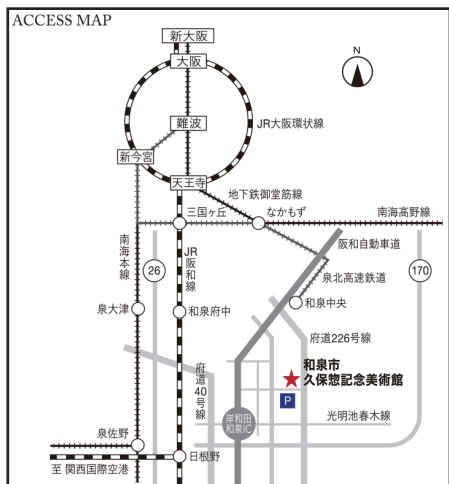 ACCESS MAP
新大阪
大阪
N
難波
JR大阪環状線
新今宮
天王寺
地下鉄御堂筋線
三国ヶ丘
なかもず
南海高野線
南海本線
26
JR阪和線
阪和自動車道
泉北高速鉄道
170
和泉中央
泉大津
和泉府中
府道226号線
和泉市
久保惣記念美術館
府道40号線
P
岸和田
和泉IC
光明池春木線
泉佐野
日根野
至 関西国際空港